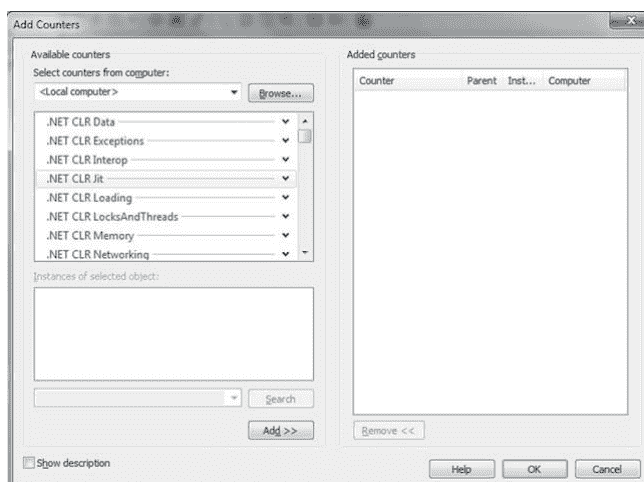 Add Counters
Available counters
Select counters from computer:
<Local computer>
Browse...
.NET CLR Data
.NET CLR Exceptions
.NET CLR Interop
.NET CLR Jit
.NET CLR Loading
.NET CLR LocksAndThreads
.NET CLR Memory
.NET CLR Networking
Instances of selected object:
Search
Add >>
Show description
Added counters
Counter Parent Inst... Computer
Remove <<
Help OK Cancel